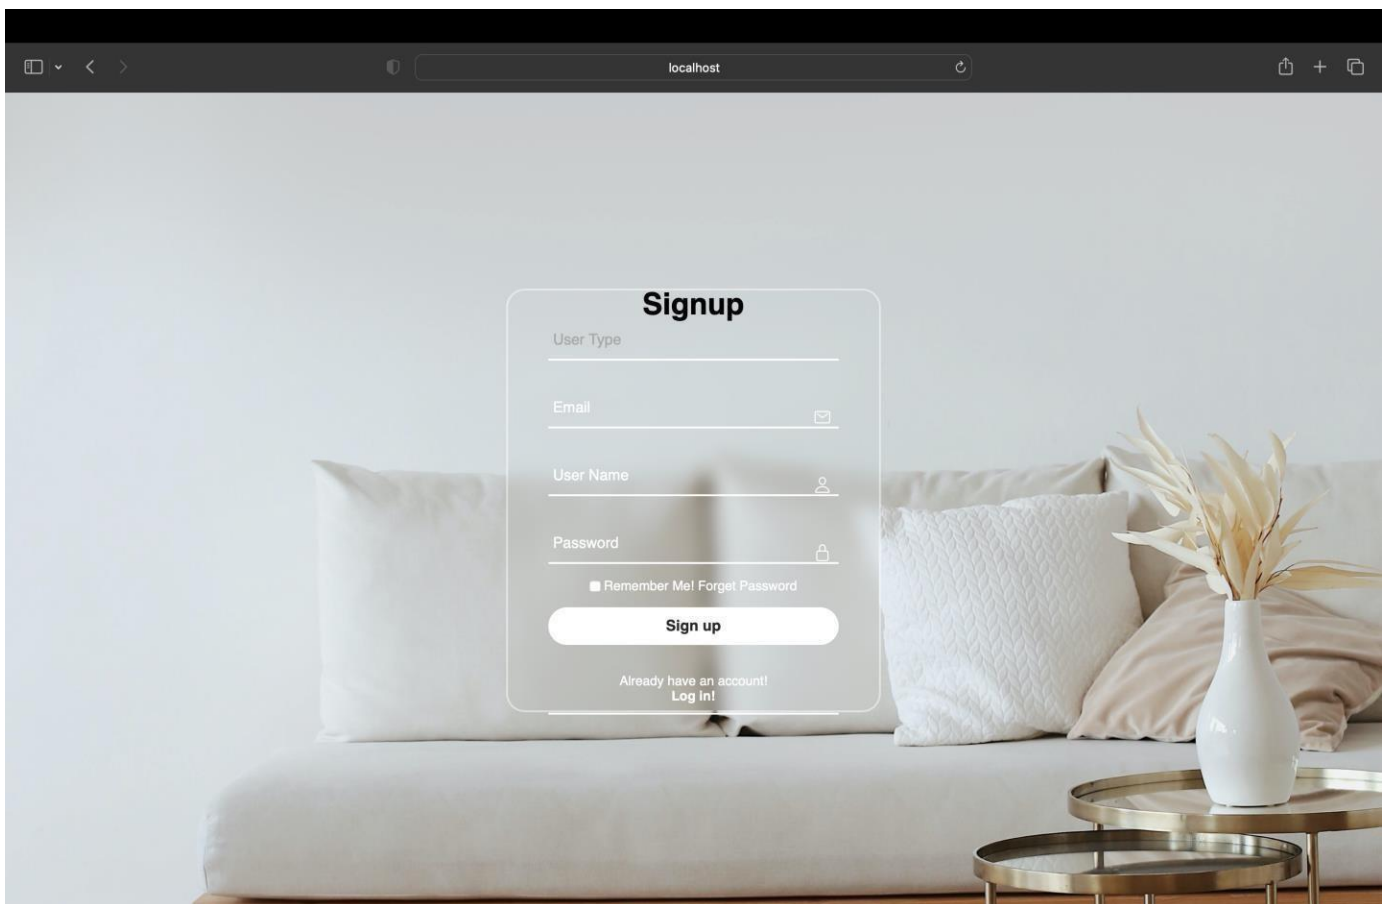 localhost
Signup
User Type
Email
User Name
Password
Remember Me! Forget Password
Sign up
Already have an account!
Log in!